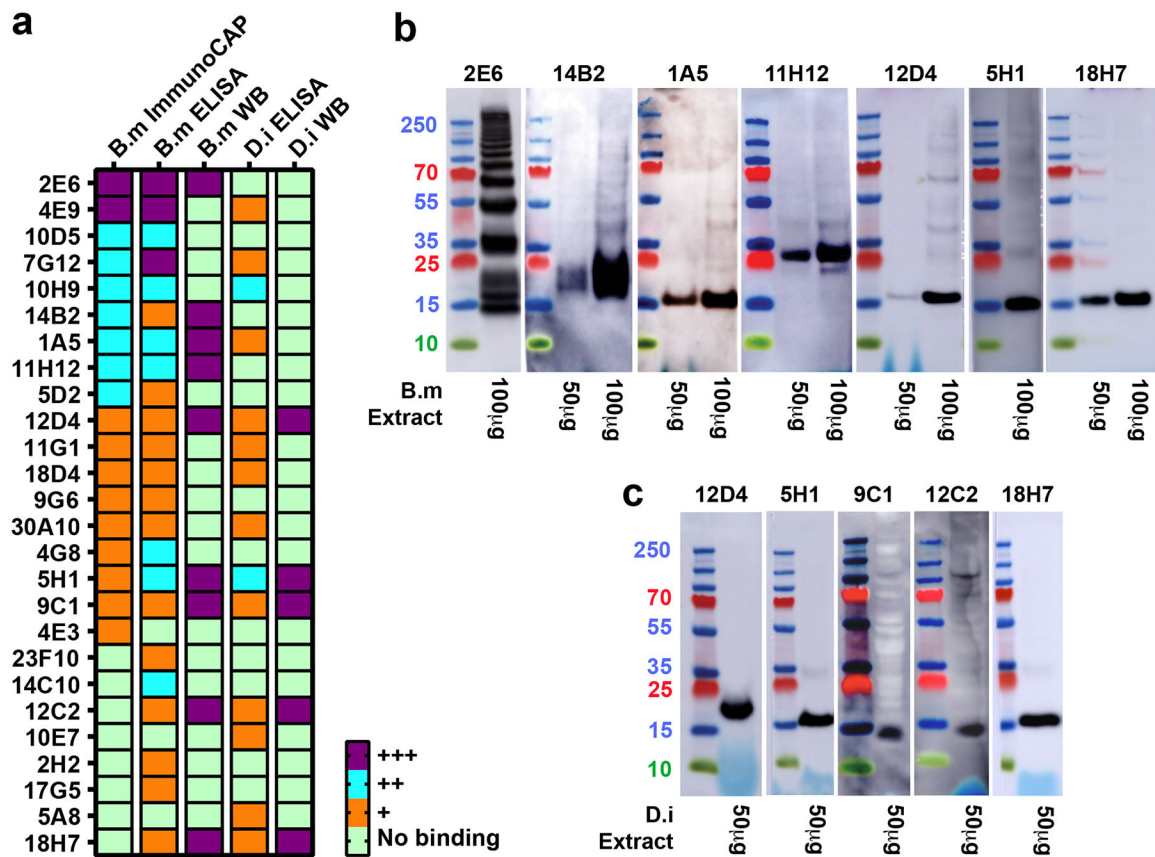 a
B.m ImmunoCAP
B.m ELISA
B.m WB
D.i ELISA
D.i WB
2E6
4E9
10D5
7G12
10H9
14B2
1A5
11H12
5D2
12D4
11G1
18D4
9G6
30A10
4G8
5H1
9C1
4E3
23F10
14C10
12C2
10E7
2H2
17G5
5A8
18H7
+++
++
+
No binding
b
2E6 14B2 1A5 11H12 12D4 5H1 18H7
250
70
55
35
25
15
10
B.m
Extract
100µg 50µg 100µg 50µg 100µg 50µg 100µg 50µg 100µg 100µg 50µg 100µg
c
12D4 5H1 9C1 12C2 18H7
250
70
55
35
25
15
10
D.i
Extract
50µg 50µg 50µg 50µg 50µg